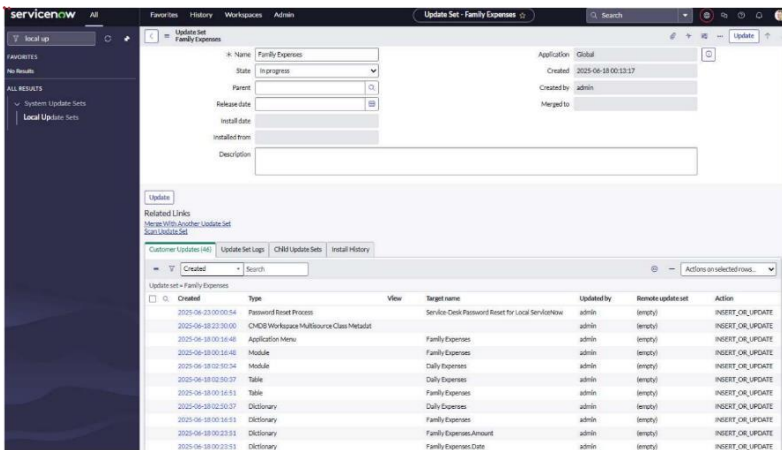 servicenow All Favorites History Workspaces Admin Update Set - Family Expenses Search
local up
Update Set
Family Expenses
Update
FAVORITES
No Results
ALL RESULTS
System Update Sets
Local Update Sets
Name Family Expenses
Application Global
State In progress
Created 2025-06-18 00:13:17
Parent
Created by admin
Release date
Merged to
Install date
Installed from
Description
Update
Related Links
Merge With Another Update Set
Scan Update Set
Customer Updates (46) Update Set Logs Child Update Sets Install History
Created Search Actions on selected rows...
Update set = Family Expenses
Created Type View Target name Updated by Remote update set Action
2025-06-23 00:00:54 Password Reset Process Service-Desk Password Reset for Local ServiceNow admin (empty) INSERT_OR_UPDATE
2025-06-18 23:30:00 CMDB Workspace Multisource Class Metadat admin (empty) INSERT_OR_UPDATE
2025-06-18 00:16:48 Application Menu Family Expenses admin (empty) INSERT_OR_UPDATE
2025-06-18 00:16:48 Module Family Expenses admin (empty) INSERT_OR_UPDATE
2025-06-18 02:50:34 Module Daily Expenses admin (empty) INSERT_OR_UPDATE
2025-06-18 02:50:37 Table Daily Expenses admin (empty) INSERT_OR_UPDATE
2025-06-18 00:16:51 Table Family Expenses admin (empty) INSERT_OR_UPDATE
2025-06-18 02:50:37 Dictionary Daily Expenses admin (empty) INSERT_OR_UPDATE
2025-06-18 00:16:51 Dictionary Family Expenses admin (empty) INSERT_OR_UPDATE
2025-06-18 00:23:51 Dictionary Family Expenses.Amount admin (empty) INSERT_OR_UPDATE
2025-06-18 00:23:51 Dictionary Family Expenses.Date admin (empty) INSERT_OR_UPDATE